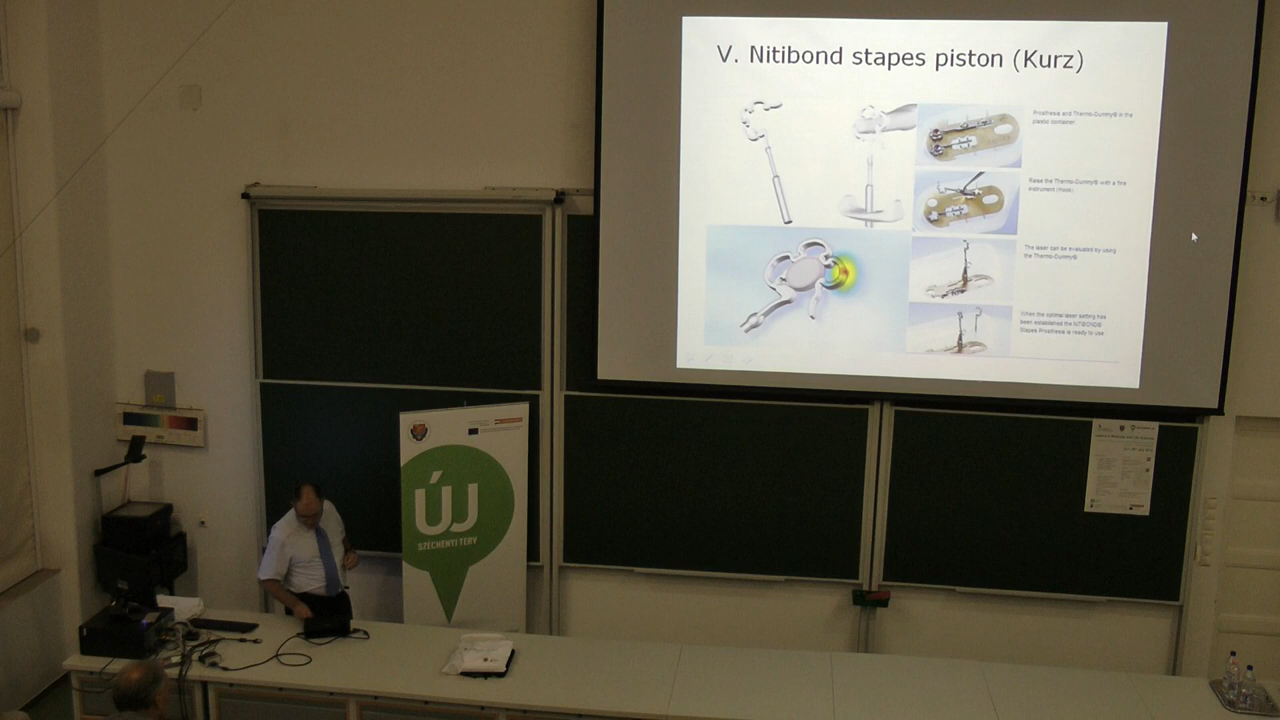 V. Nitibond stapes piston (Kurz)
Prosthesis and Thermo-Dummy® in the
plastic container.
Raise the Thermo-Dummy® with a fine
instrument (hook).
The laser can be evaluated by using
the Thermo-Dummy®
When the optimal laser setting has
been established the NiTiBOND®
Stapes Prosthesis is ready to use
ÚJ
SZÉCHENYI TERV